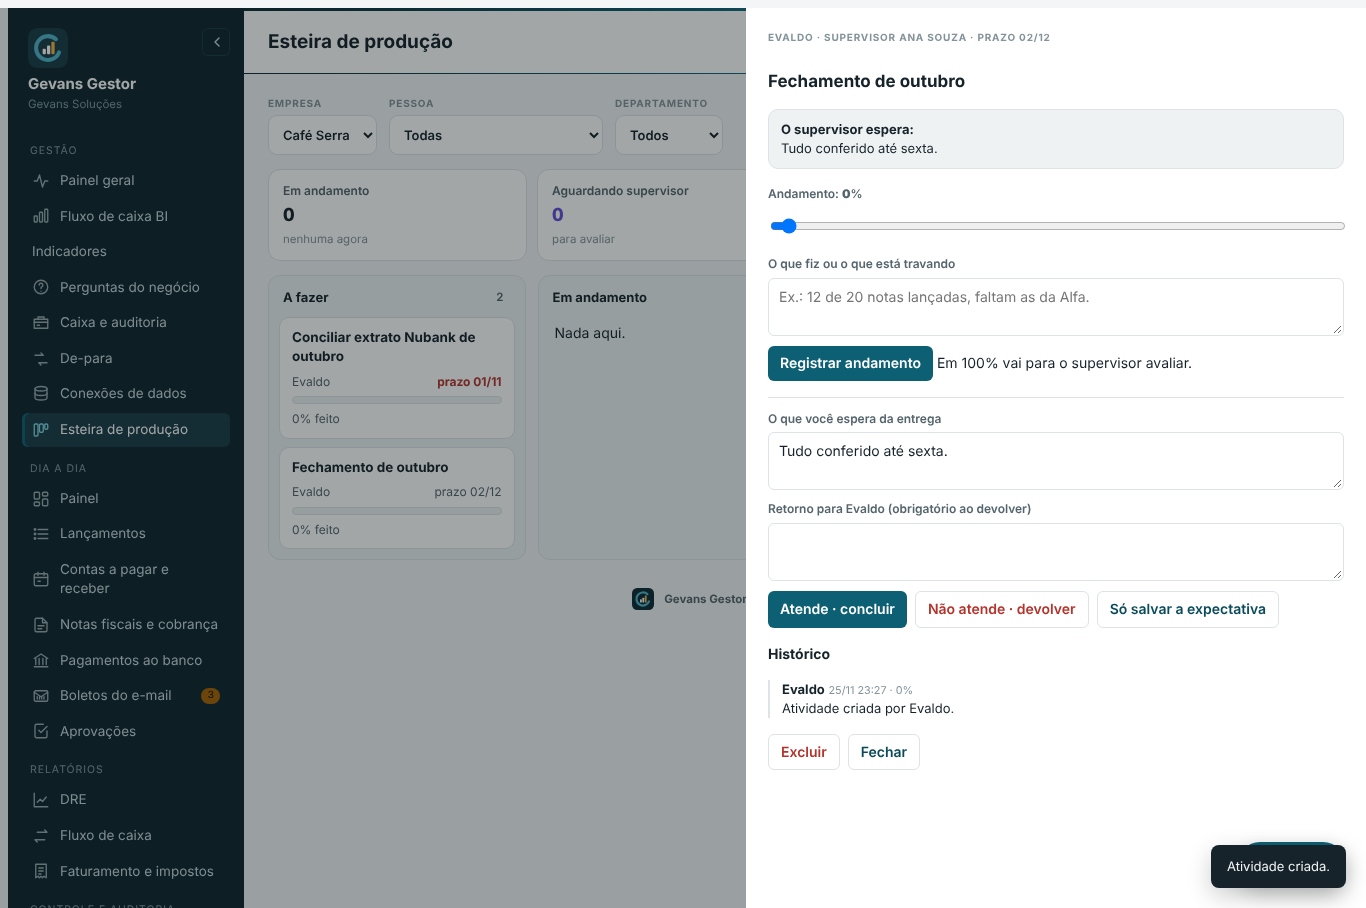 Gevans Gestor
Gevans Soluções
GESTÃO
Painel geral
Fluxo de caixa BI
Indicadores
Perguntas do negócio
Caixa e auditoria
De-para
Conexões de dados
Esteira de produção
DIA A DIA
Painel
Lançamentos
Contas a pagar e
receber
Notas fiscais e cobrança
Pagamentos ao banco
Boletos do e-mail 3
Aprovações
RELATÓRIOS
DRE
Fluxo de caixa
Faturamento e impostos
CONTROLE E AUDITORIA
Esteira de produção
EMPRESA PESSOA DEPARTAMENTO
Café Serra Todas Todos
Em andamento
0
nenhuma agora
Aguardando supervisor
0
para avaliar
A fazer 2
Conciliar extrato Nubank de
outubro
Evaldo prazo 01/11
0% feito
Fechamento de outubro
Evaldo prazo 02/12
0% feito
Em andamento
Nada aqui.
Gevans Gestor
EVALDO · SUPERVISOR ANA SOUZA · PRAZO 02/12
Fechamento de outubro
O supervisor espera:
Tudo conferido até sexta.
Andamento: 0%
O que fiz ou o que está travando
Ex.: 12 de 20 notas lançadas, faltam as da Alfa.
Registrar andamento Em 100% vai para o supervisor avaliar.
O que você espera da entrega
Tudo conferido até sexta.
Retorno para Evaldo (obrigatório ao devolver)
Atende · concluir Não atende · devolver Só salvar a expectativa
Histórico
Evaldo 25/11 23:27 · 0%
Atividade criada por Evaldo.
Excluir Fechar
Atividade criada.